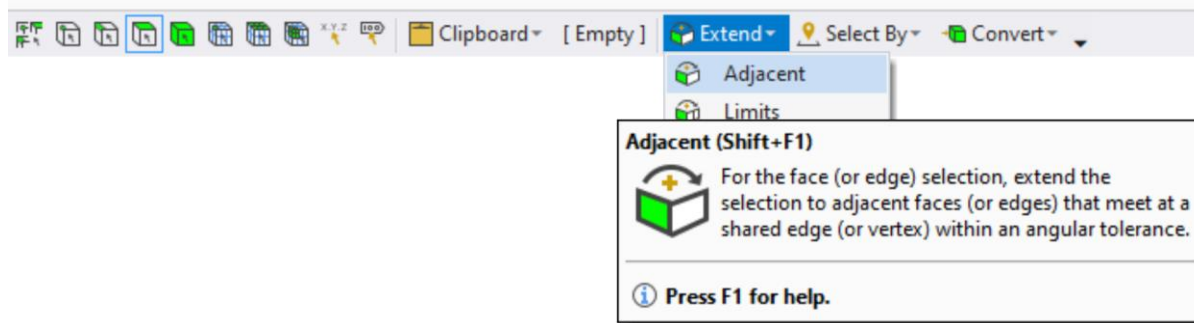 X.Y.Z Clipboard [ Empty ] Extend Select By Convert
Adjacent
Limits
Adjacent (Shift+F1)
For the face (or edge) selection, extend the
selection to adjacent faces (or edges) that meet at a
shared edge (or vertex) within an angular tolerance.
Press F1 for help.